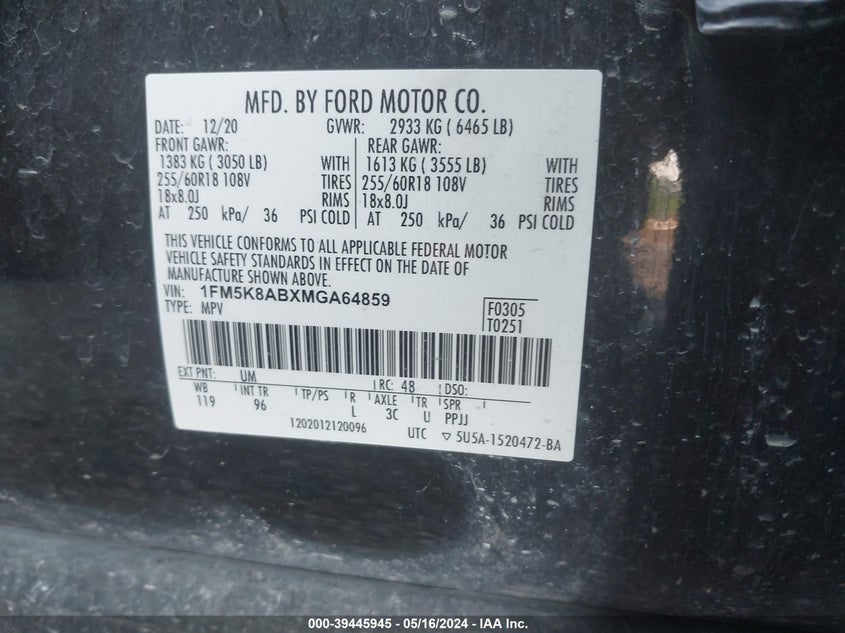 MFD. BY FORD MOTOR CO.
DATE: 12/20 GVWR: 2933 KG ( 6465 LB)
FRONT GAWR: REAR GAWR:
1383 KG ( 3050 LB) WITH 1613 KG ( 3555 LB) WITH
255/60R18 108V TIRES 255/60R18 108V TIRES
18x8.0J RIMS 18x8.0J RIMS
AT 250 kPa/ 36 PSI COLD AT 250 kPa/ 36 PSI COLD
THIS VEHICLE CONFORMS TO ALL APPLICABLE FEDERAL MOTOR
VEHICLE SAFETY STANDARDS IN EFFECT ON THE DATE OF
MANUFACTURE SHOWN ABOVE.
VIN: 1FM5K8ABXMGA64859
TYPE: MPV F0305
T0251
EXT PNT: UM RC: 48 DSO:
WB INT TR TP/PS R AXLE TR SPR
119 96 L 3C U PPJJ
1202012120096 UTC ▽ 5U5A-1520472-BA
000-39445945 - 05/16/2024 - IAA Inc.